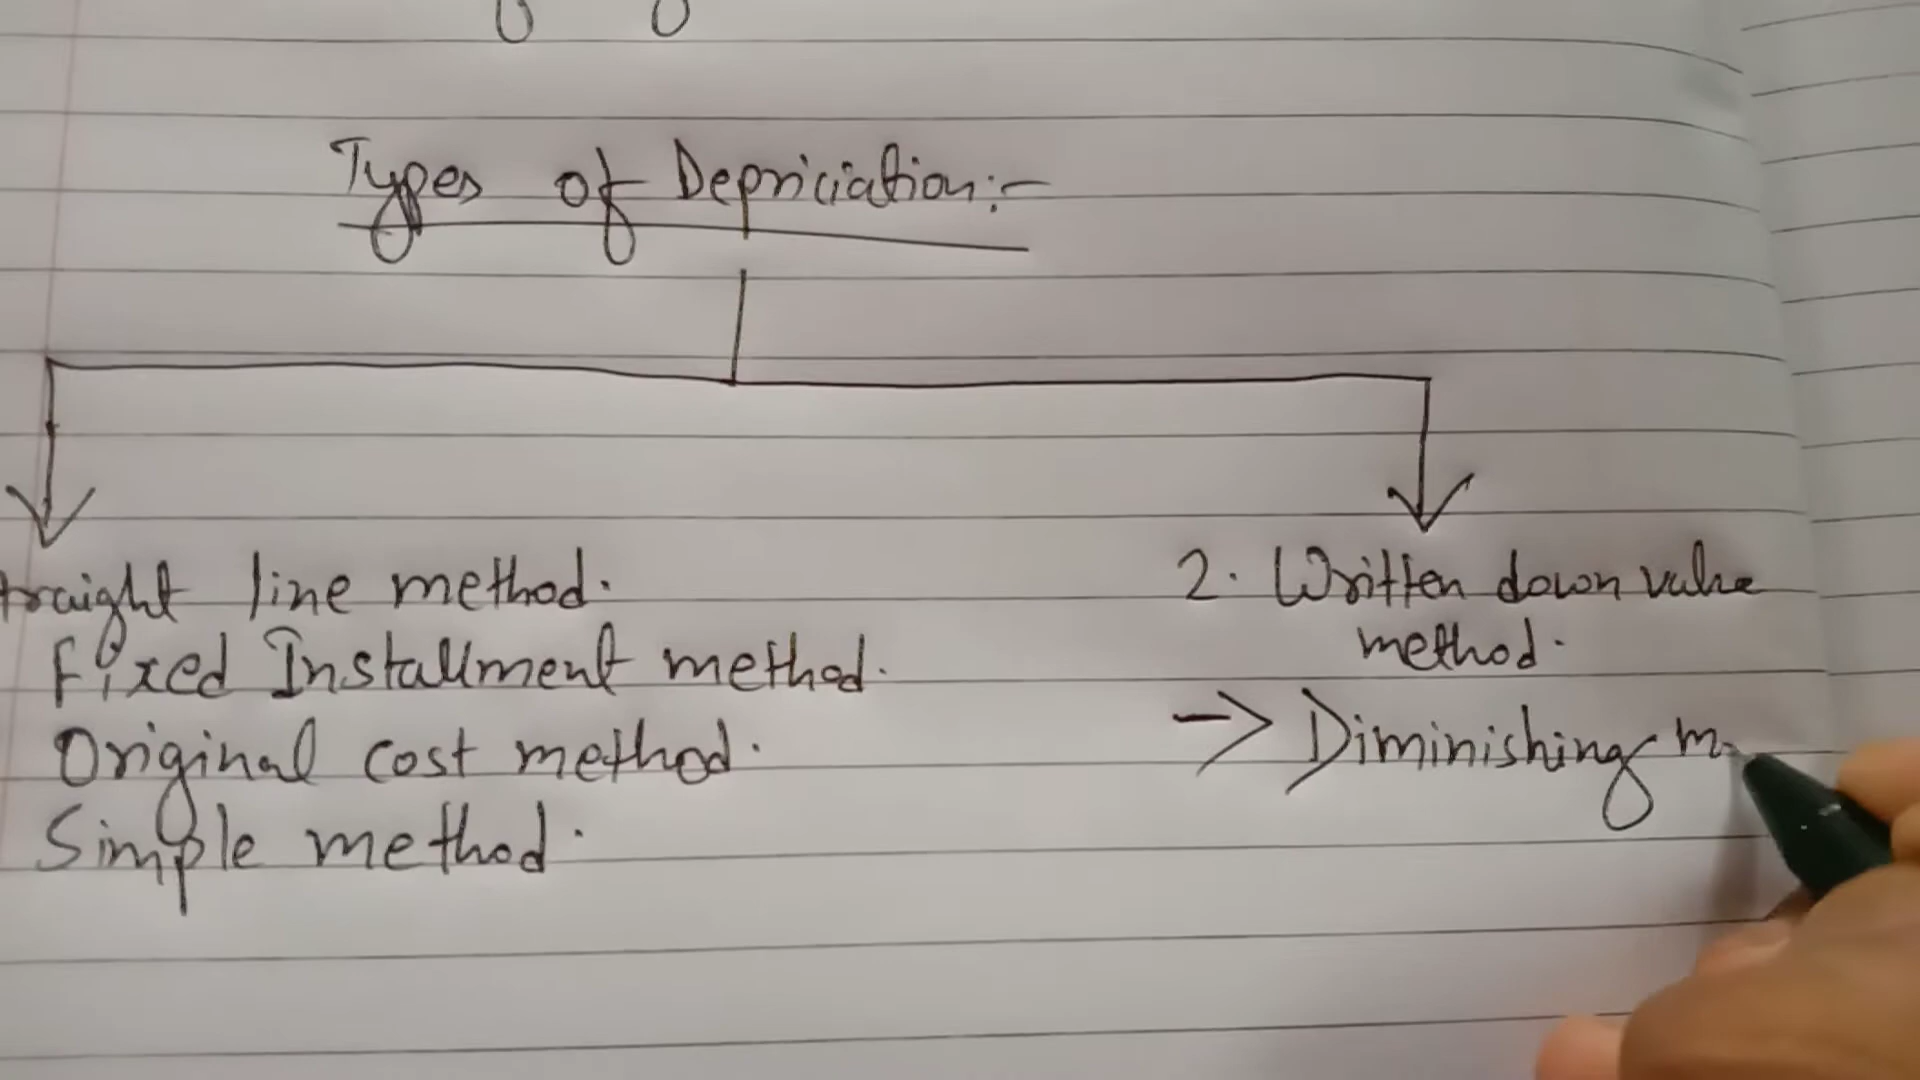 Types of Depriciation:-
traight line method.
Fixed Installment method.
Original cost method.
Simple method.
2. Written down value
method.
-> Diminishing m